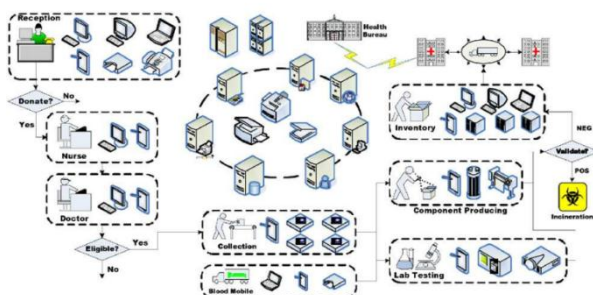 Reception
Health
Bureau
Donate?
No
Yes
Nurse
Inventory
NEG
Validate?
POS
Doctor
Component Producing
Incineration
Eligible?
Yes
Collection
No
Blood Mobile
Lab Testing